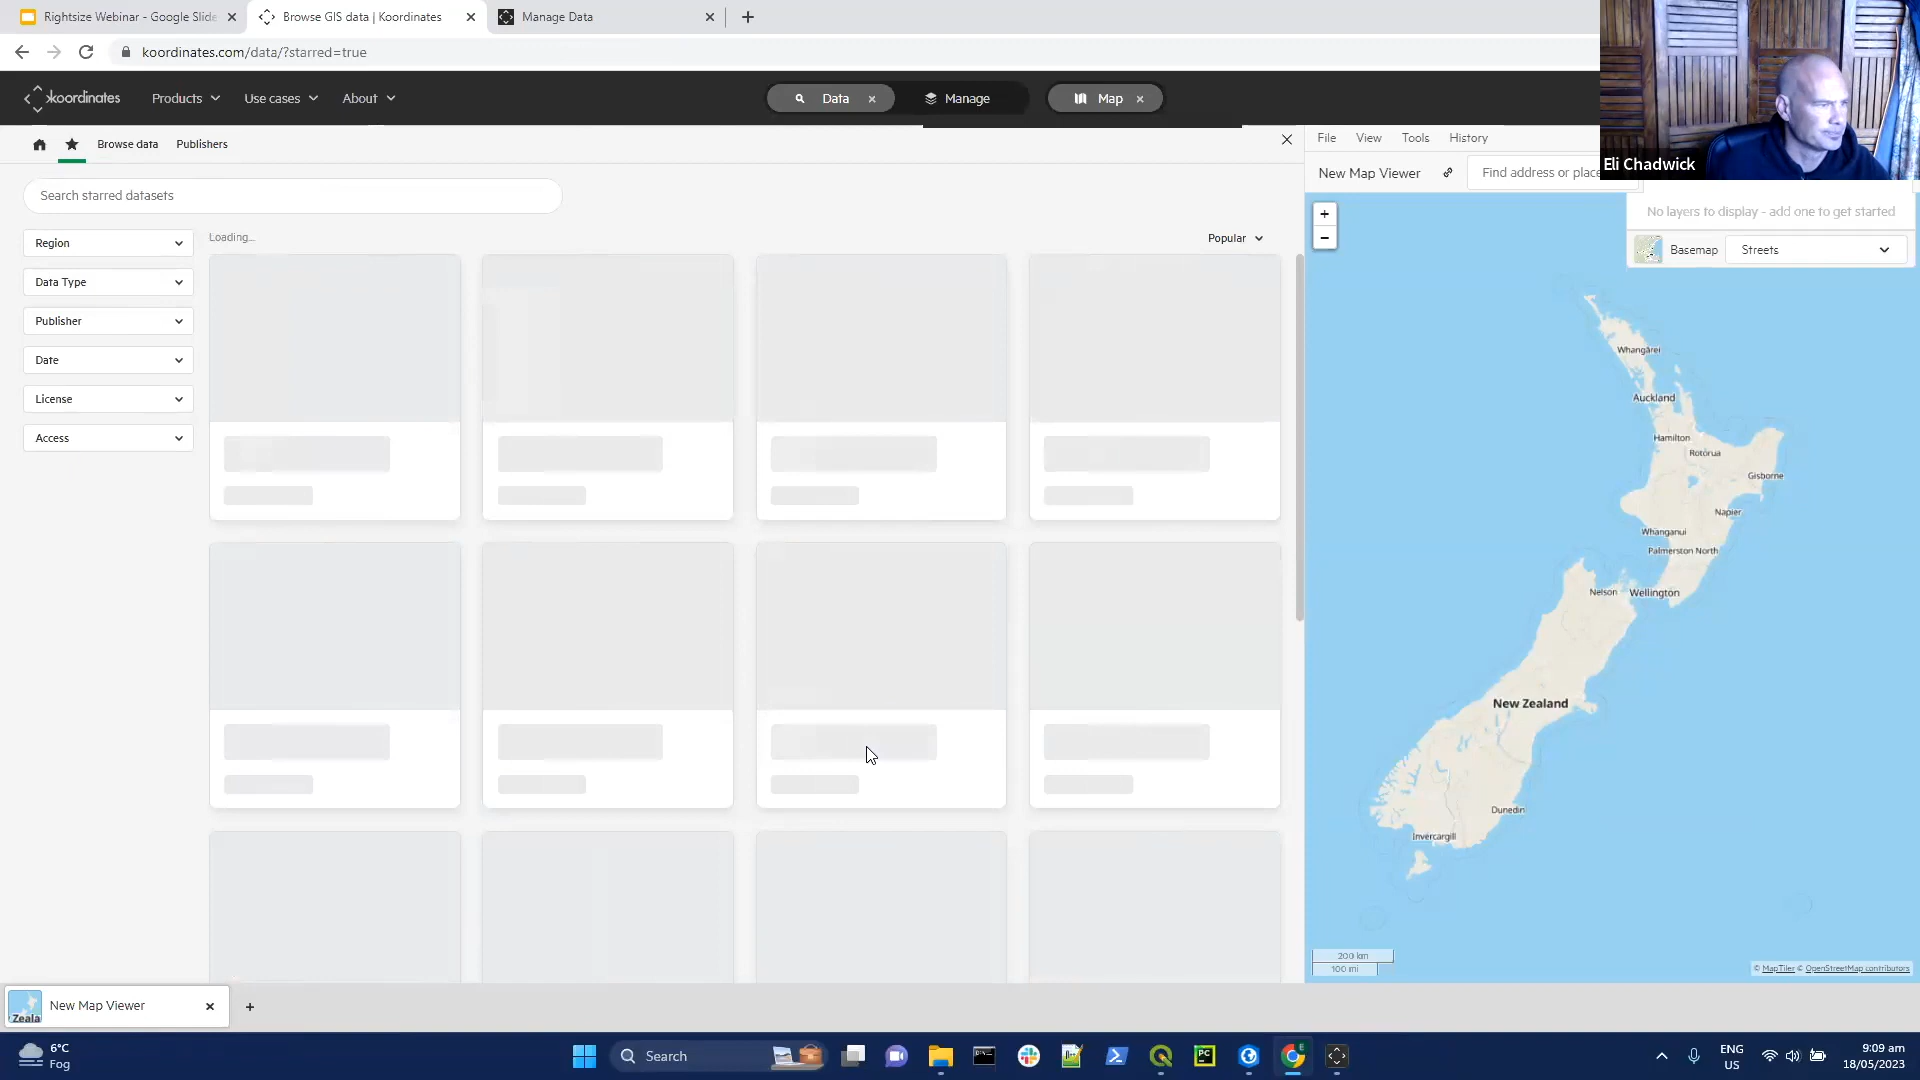 Rightsize Webinar - Google Slide
Browse GIS data | Koordinates
Manage Data
koordinates.com/data/?starred=true
koordinates
Products
Use cases
About
Data
Manage
Map
Browse data
Publishers
File
View
Tools
History
Eli Chadwick
New Map Viewer
Find address or place
Search starred datasets
No layers to display - add one to get started
Basemap
Streets
Region
Loading...
Popular
Data Type
Publisher
Date
License
Access
Whangārei
Auckland
Hamilton
Rotorua
Gisborne
Napier
Whanganui
Palmerston North
Nelson
Wellington
New Zealand
Dunedin
Invercargill
200 km
100 mi
© MapTiler © OpenStreetMap contributors
Zeala
New Map Viewer
6°C
Fog
Search
PC
ENG
US
9:09 am
18/05/2023